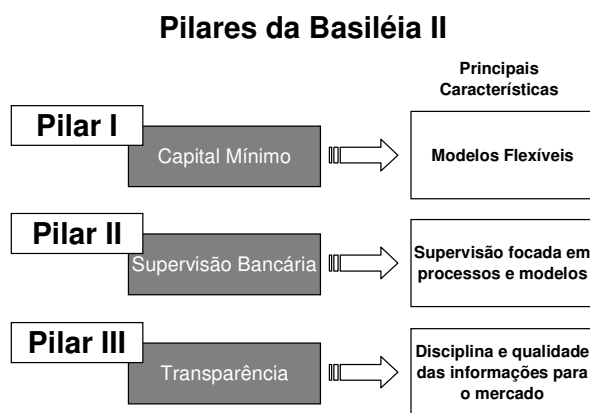 Pilares da Basiléia II
Principais
Características
Pilar I
Capital Mínimo
Modelos Flexíveis
Pilar II
Supervisão Bancária
Supervisão focada em
processos e modelos
Pilar III
Transparência
Disciplina e qualidade
das informações para
o mercado